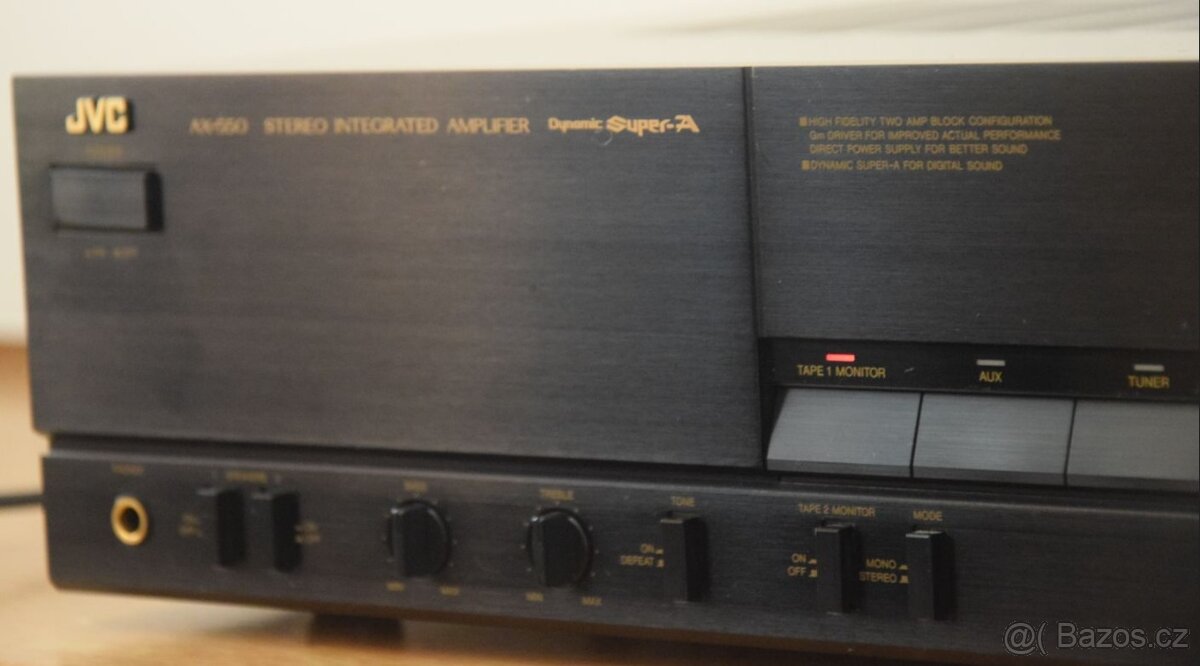 JVC
AX-550 STEREO INTEGRATED AMPLIFIER Dynamic Super-A
HIGH FIDELITY TWO AMP BLOCK CONFIGURATION
Gm DRIVER FOR IMPROVED ACTUAL PERFORMANCE
DIRECT POWER SUPPLY FOR BETTER SOUND
DYNAMIC SUPER-A FOR DIGITAL SOUND
TAPE 1 MONITOR AUX TUNER
BASS TREBLE TONE TAPE 2 MONITOR MODE
ON
DEFEAT
ON
OFF
MONO
STEREO
MIN MAX MIN MAX
@( Bazos.cz